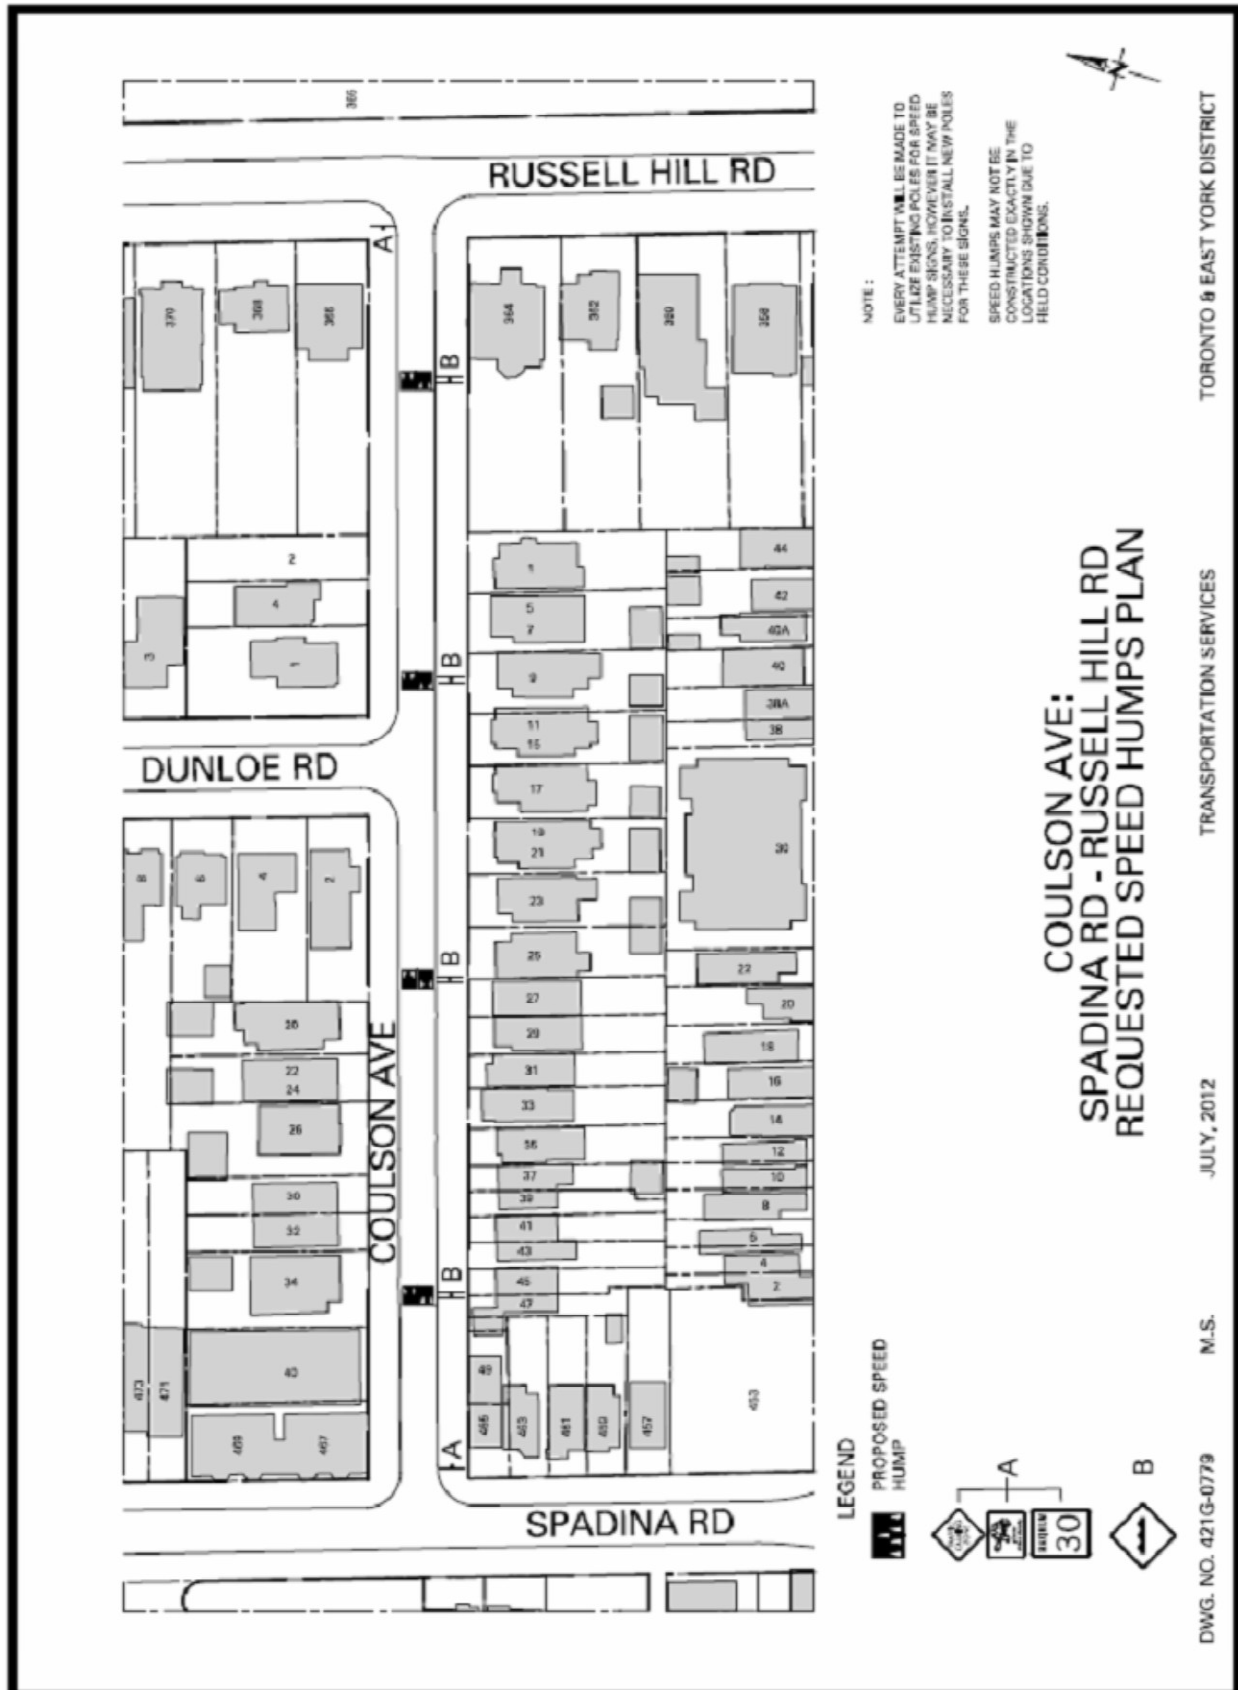 COULSON AVE:
SPADINA RD - RUSSELL HILL RD
REQUESTED SPEED HUMPS PLAN
RUSSELL HILL RD
DUNLOE RD
COULSON AVE
SPADINA RD
366
370
368
366
A
B
364
362
358
2
4
1
3
B
1
5
7
9
11
15
17
19
21
23
25
27
29
31
33
37
39
41
43
45
47
49
44
42
40A
40
38A
38
30
22
20
18
16
14
12
10
8
4
2
8
6
4
2
B
22
24
26
30
32
34
40
B
A
473
471
469
467
465
463
461
457
453
NOTE :
EVERY ATTEMPT WILL BE MADE TO
UTILIZE EXISTING POLES FOR SPEED
HUMP SIGNS, HOWEVER IT MAY BE
NECESSARY TO INSTALL NEW POLES
FOR THESE SIGNS.
SPEED HUMPS MAY NOT BE
CONSTRUCTED EXACTLY IN THE
LOCATIONS SHOWN DUE TO
FIELD CONDITIONS.
N
LEGEND
PROPOSED SPEED
HUMP
A
MAXIMUM
30
B
DWG. NO. 421G-0779
M.S.
JULY, 2012
TRANSPORTATION SERVICES
TORONTO & EAST YORK DISTRICT